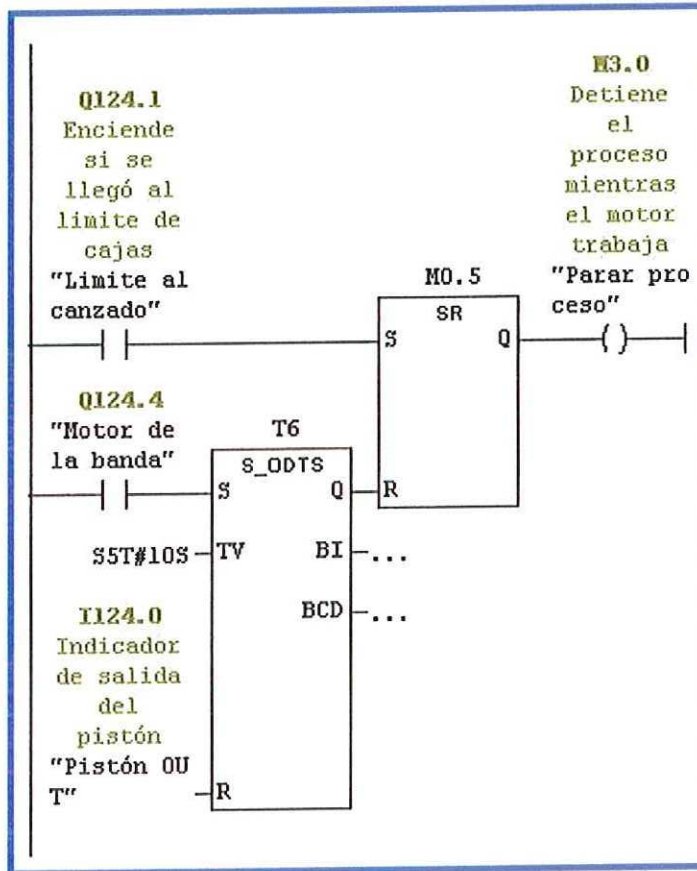 Q124.1
Enciende
si se
llegó al
limite de
cajas
"Limite al
canzado"
M3.0
Detiene
el
proceso
mientras
el motor
trabaja
"Parar pro
ceso"
M0.5
SR
S
Q
R
Q124.4
"Motor de
la banda"
T6
S_ODTS
S
Q
S5T#10S
TV
BI
...
BCD
...
I124.0
Indicador
de salida
del
pistón
"Pistón OU
T"
R